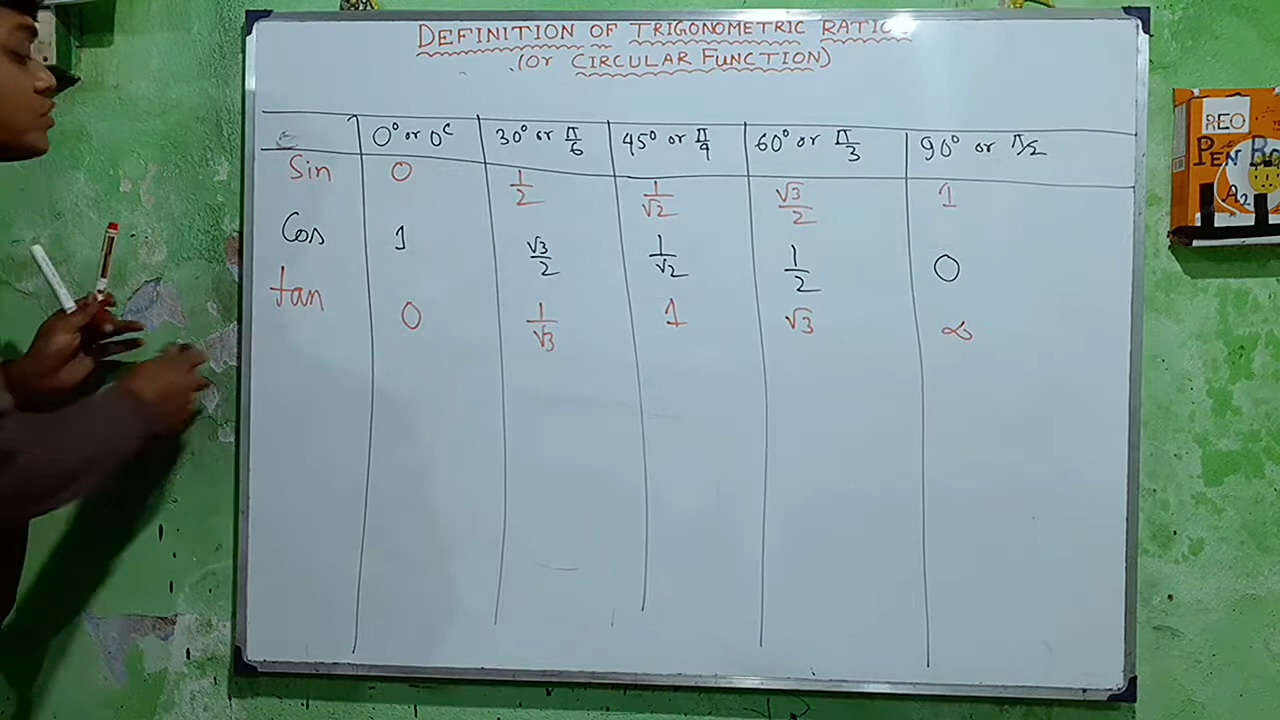 DEFINITION OF TRIGONOMETRIC RATIO
(Or CIRCULAR FUNCTION)
0° or 0ᶜ 30° or π/6 45° or π/4 60° or π/3 90° or π/2
Sin 0 1/2 1/√2 √3/2 1
Cos 1 √3/2 1/√2 1/2 0
tan 0 1/√3 1 √3 ∞
REO
PEN
A2